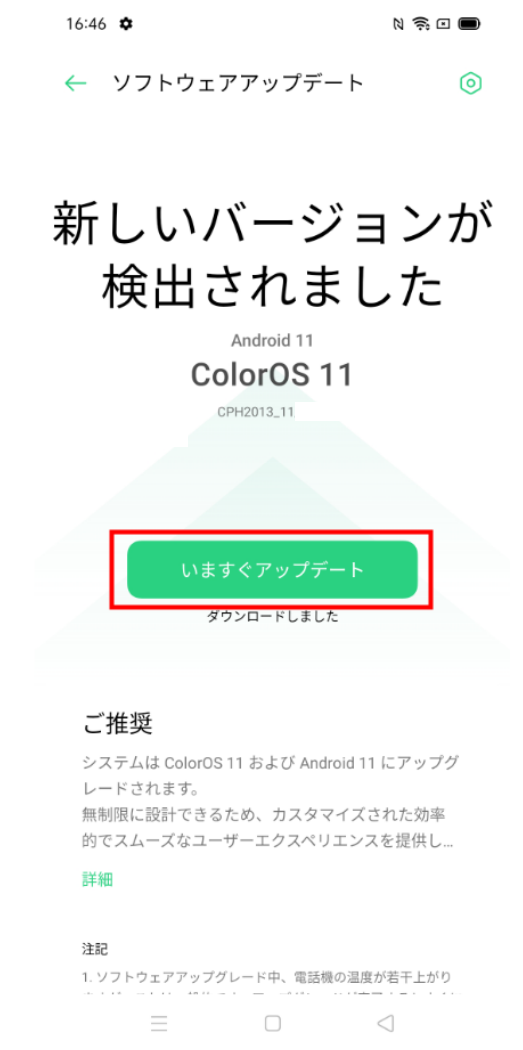 16:46
ソフトウェアアップデート
新しいバージョンが
検出されました
Android 11
ColorOS 11
CPH2013_11
いますぐアップデート
ダウンロードしました
ご推奨
システムは ColorOS 11 および Android 11 にアップグ
レードされます。
無制限に設計できるため、カスタマイズされた効率
的でスムーズなユーザーエクスペリエンスを提供し...
詳細
注記
1. ソフトウェアアップグレード中、電話機の温度が若干上がり